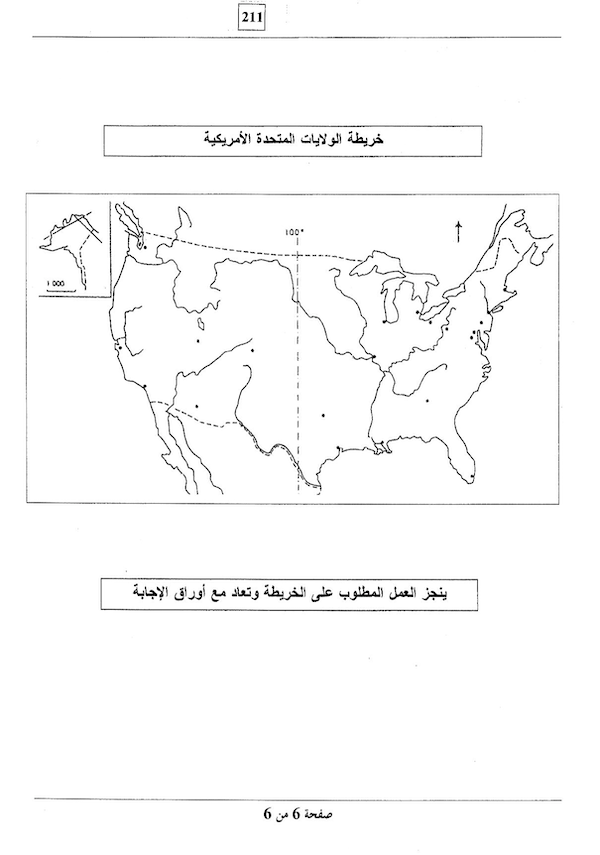 211
خريطة الولايات المتحدة الأمريكية
100°
1 000
ينجز العمل المطلوب على الخريطة وتعاد مع أوراق الإجابة
صفحة 6 من 6